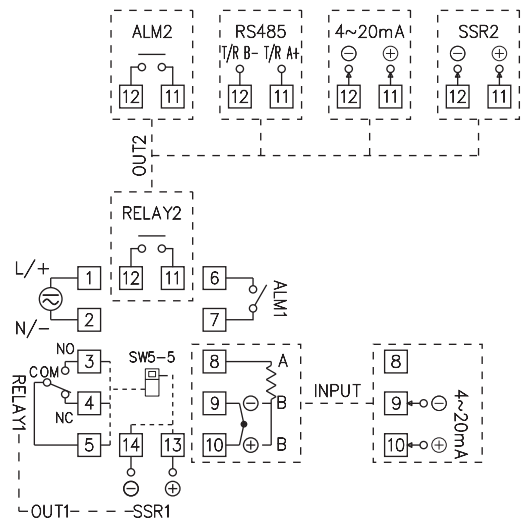 ALM2 RS485 4~20mA SSR2
T/R B- T/R A+ ⊖ ⊕ ⊖ ⊕
12 11 12 11 12 11 12 11
OUT2
RELAY2
12 11
L/+ 1 6
N/- 2 7
ALM1
NO 3 SW5-5 8 A 8
COM
RELAY1
INPUT
NC 4 9 ⊖ B 9 ⊖
4~20mA
5 14 13 10 ⊕ B 10 ⊕
⊖ ⊕
OUT1 SSR1